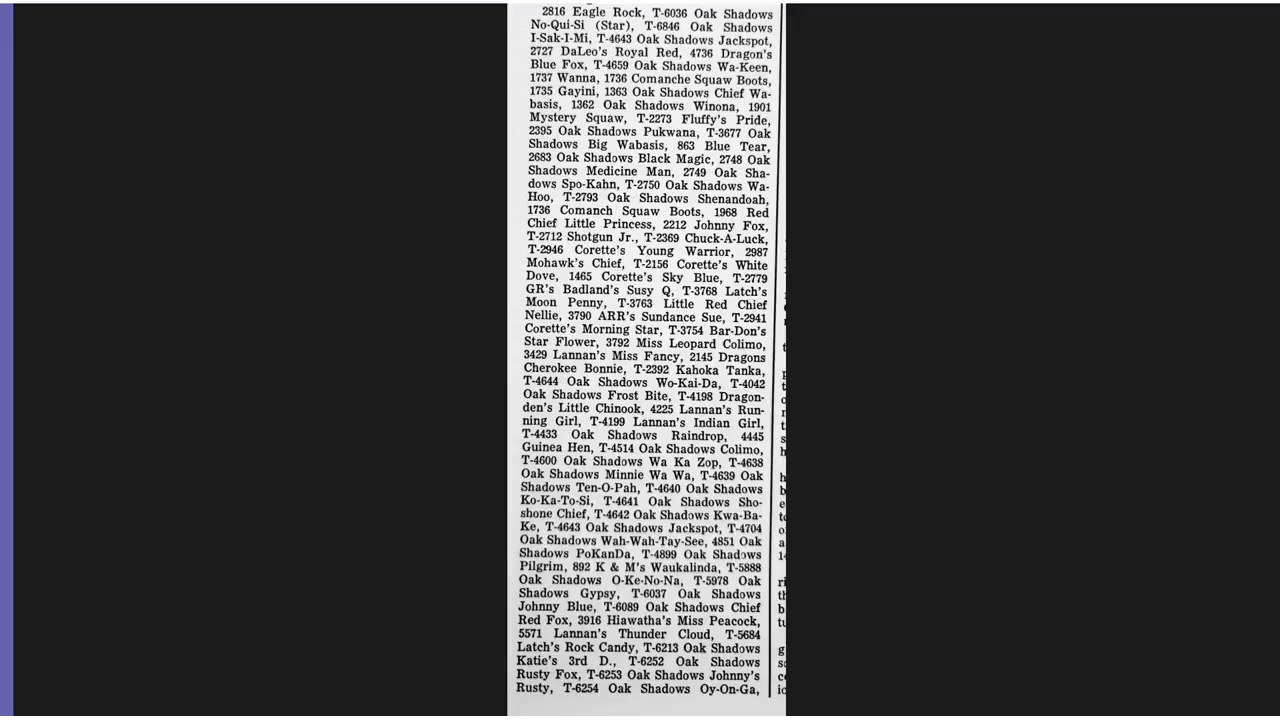 2816 Eagle Rock, T-6036 Oak Shadows
No-Qui-Si (Star), T-6846 Oak Shadows
I-Sak-I-Mi, T-4643 Oak Shadows Jackspot,
2727 DaLeo's Royal Red, 4736 Dragon's
Blue Fox, T-4659 Oak Shadows Wa-Keen,
1737 Wanna, 1736 Comanche Squaw Boots,
1735 Gayini, 1363 Oak Shadows Chief Wa-
basis, 1362 Oak Shadows Winona, 1901
Mystery Squaw, T-2273 Fluffy's Pride,
2395 Oak Shadows Pukwana, T-3677 Oak
Shadows Big Wabasis, 863 Blue Tear,
2683 Oak Shadows Black Magic, 2748 Oak
Shadows Medicine Man, 2749 Oak Sha-
dows Spo-Kahn, T-2750 Oak Shadows Wa-
Hoo, T-2793 Oak Shadows Shenandoah,
1736 Comanch Squaw Boots, 1968 Red
Chief Little Princess, 2212 Johnny Fox,
T-2712 Shotgun Jr., T-2369 Chuck-A-Luck,
T-2946 Corette's Young Warrior, 2987
Mohawk's Chief, T-2156 Corette's White
Dove, 1465 Corette's Sky Blue, T-2779
GR's Badland's Susy Q, T-3768 Latch's
Moon Penny, T-3763 Little Red Chief
Nellie, 3790 ARR's Sundance Sue, T-2941
Corette's Morning Star, T-3754 Bar-Don's
Star Flower, 3792 Miss Leopard Colimo,
3429 Lannan's Miss Fancy, 2145 Dragons
Cherokee Bonnie, T-2392 Kahoka Tanka,
T-4644 Oak Shadows Wo-Kai-Da, T-4042
Oak Shadows Frost Bite, T-4198 Dragon-
den's Little Chinook, 4225 Lannan's Run-
ning Girl, T-4199 Lannan's Indian Girl,
T-4433 Oak Shadows Raindrop, 4445
Guinea Hen, T-4514 Oak Shadows Colimo,
T-4600 Oak Shadows Wa Ka Zop, T-4638
Oak Shadows Minnie Wa Wa, T-4639 Oak
Shadows Ten-O-Pah, T-4640 Oak Shadows
Ko-Ka-To-Si, T-4641 Oak Shadows Sho-
shone Chief, T-4642 Oak Shadows Kwa-Ba-
Ke, T-4643 Oak Shadows Jackspot, T-4704
Oak Shadows Wah-Wah-Tay-See, 4851 Oak
Shadows PoKanDa, T-4899 Oak Shadows
Pilgrim, 892 K & M's Waukalinda, T-5888
Oak Shadows O-Ke-No-Na, T-5978 Oak
Shadows Gypsy, T-6037 Oak Shadows
Johnny Blue, T-6089 Oak Shadows Chief
Red Fox, 3916 Hiawatha's Miss Peacock,
5571 Lannan's Thunder Cloud, T-5684
Latch's Rock Candy, T-6213 Oak Shadows
Katie's 3rd D., T-6252 Oak Shadows
Rusty Fox, T-6253 Oak Shadows Johnny's
Rusty, T-6254 Oak Shadows Oy-On-Ga,